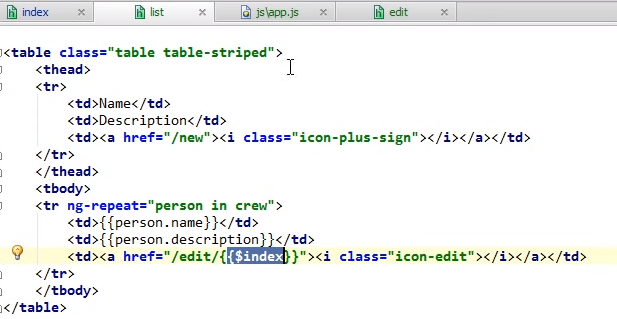 index list js\app.js edit
<table class="table table-striped">
    <thead>
    <tr>
        <td>Name</td>
        <td>Description</td>
        <td><a href="/new"><i class="icon-plus-sign"></i></a></td>
    </tr>
    </thead>
    <tbody>
    <tr ng-repeat="person in crew">
        <td>{{person.name}}</td>
        <td>{{person.description}}</td>
        <td><a href="/edit/{{$index}}"><i class="icon-edit"></i></a></td>
    </tr>
    </tbody>
</table>